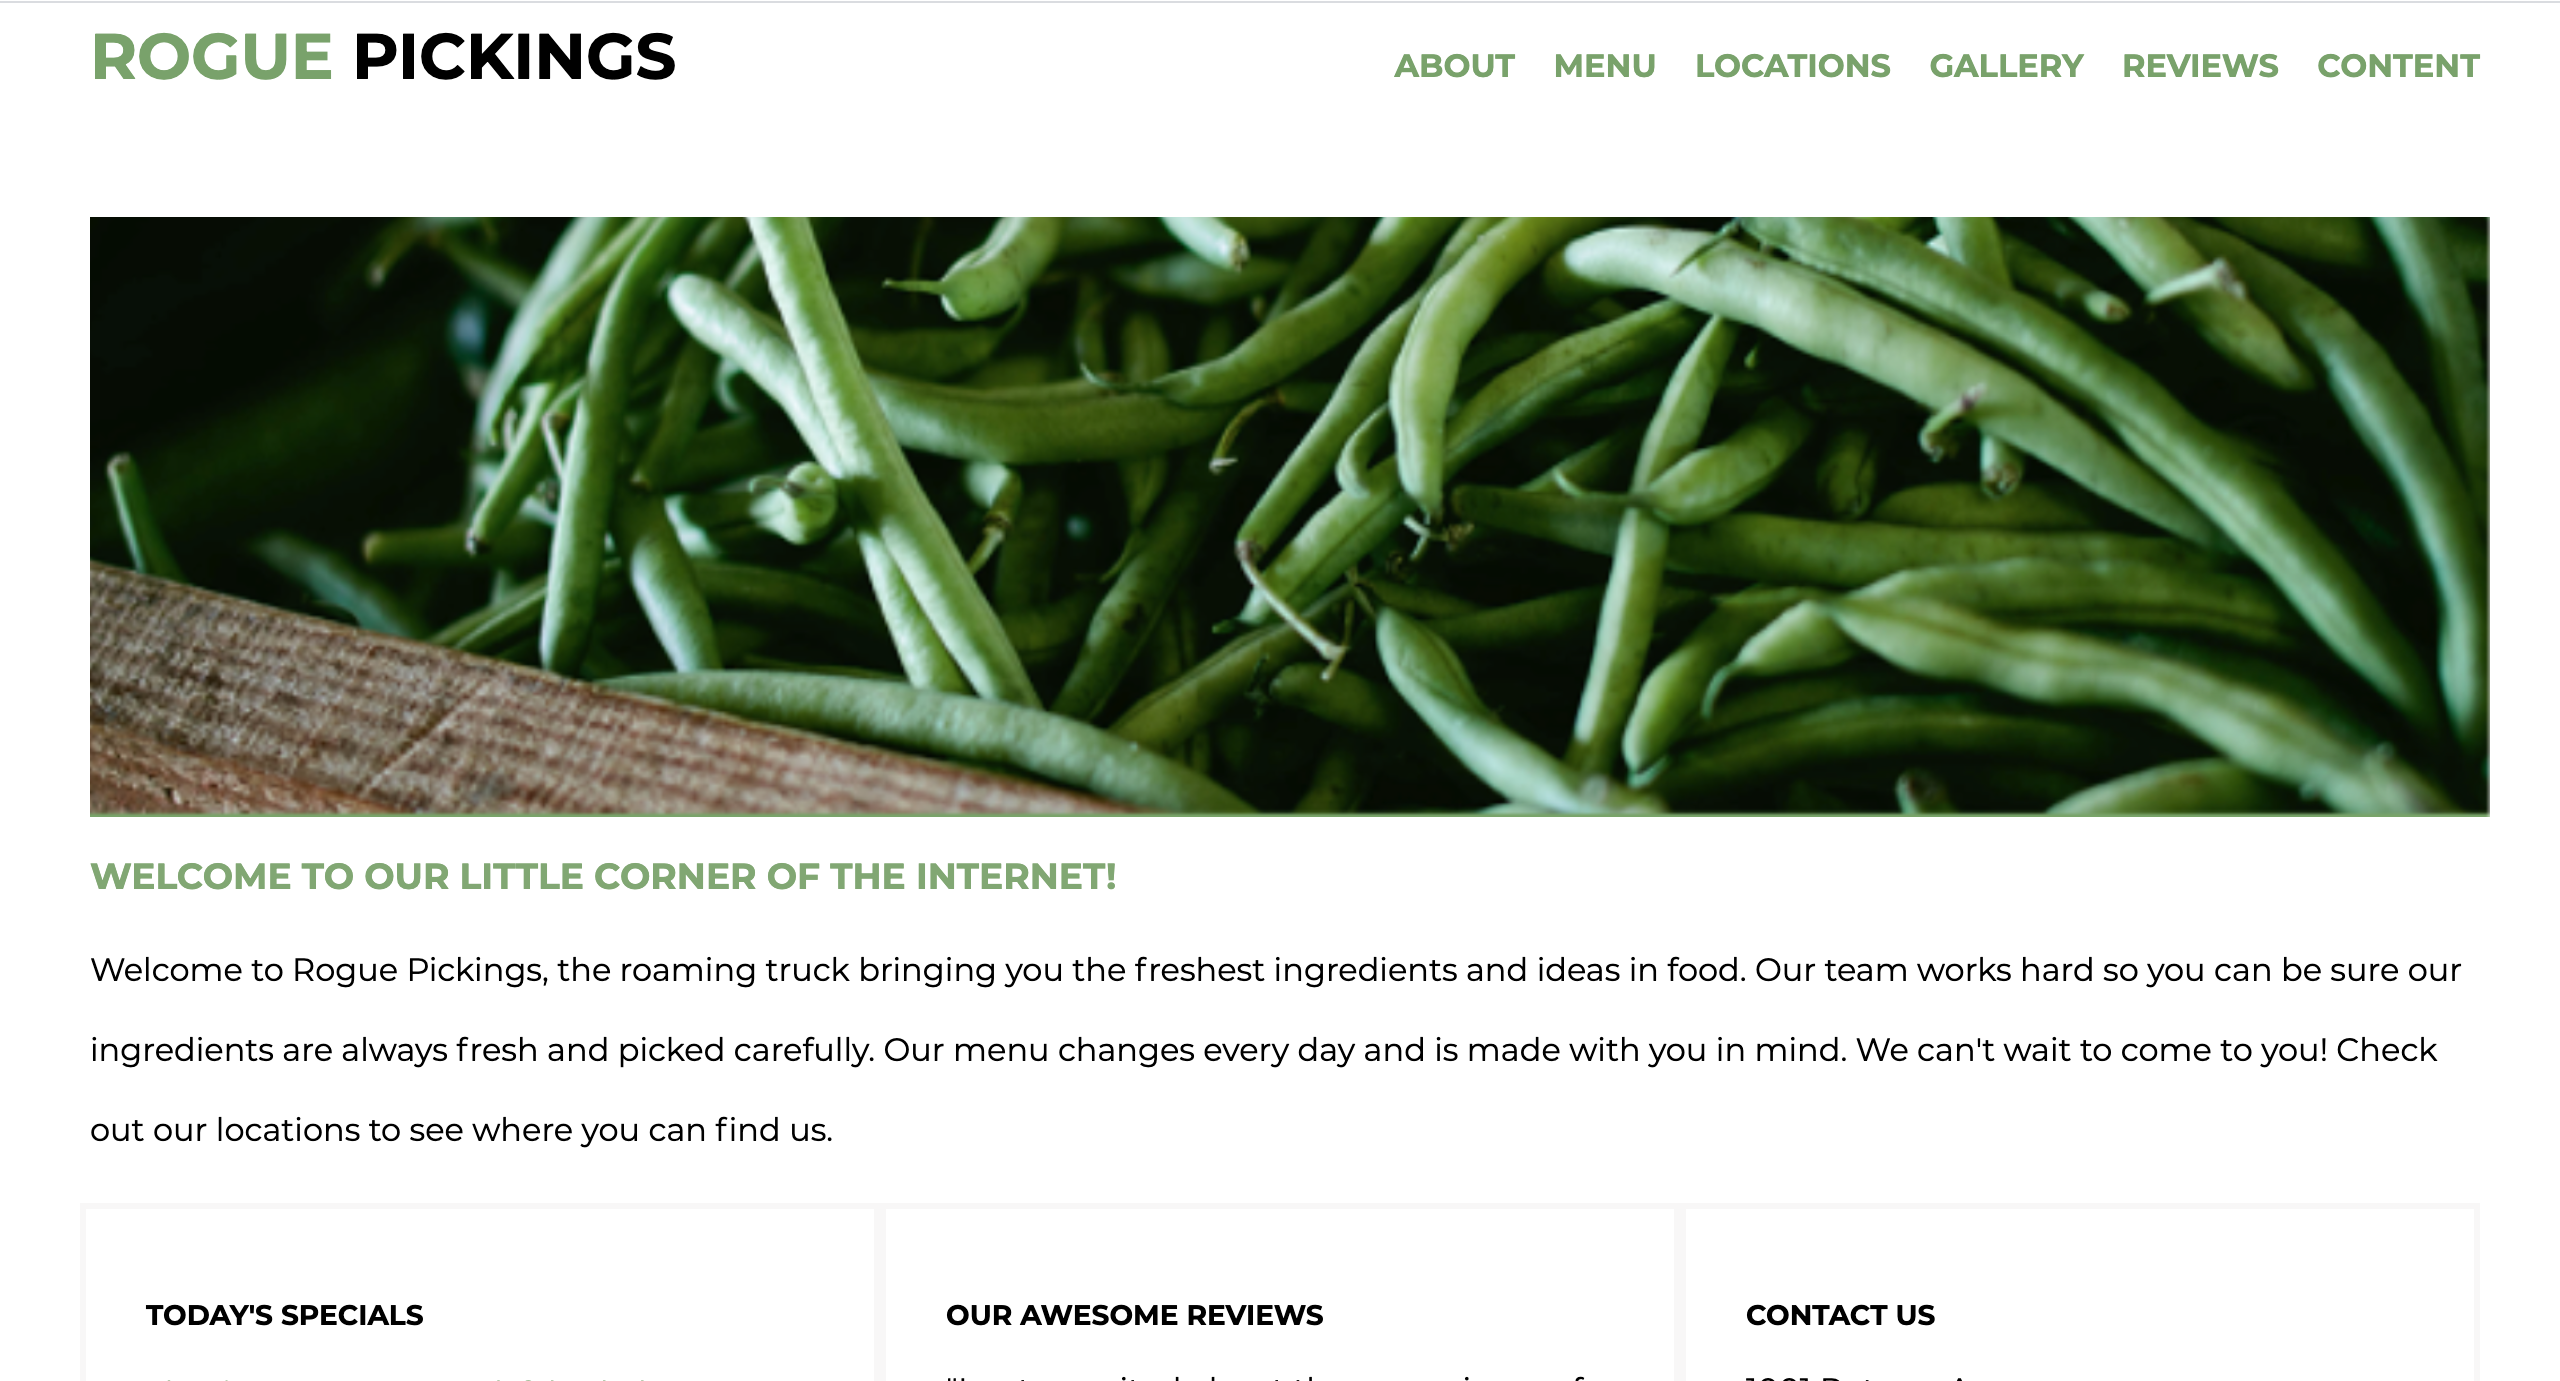 ROGUE PICKINGS
ABOUT MENU LOCATIONS GALLERY REVIEWS CONTENT
WELCOME TO OUR LITTLE CORNER OF THE INTERNET!
Welcome to Rogue Pickings, the roaming truck bringing you the freshest ingredients and ideas in food. Our team works hard so you can be sure our
ingredients are always fresh and picked carefully. Our menu changes every day and is made with you in mind. We can't wait to come to you! Check
out our locations to see where you can find us.
TODAY'S SPECIALS
OUR AWESOME REVIEWS
CONTACT US